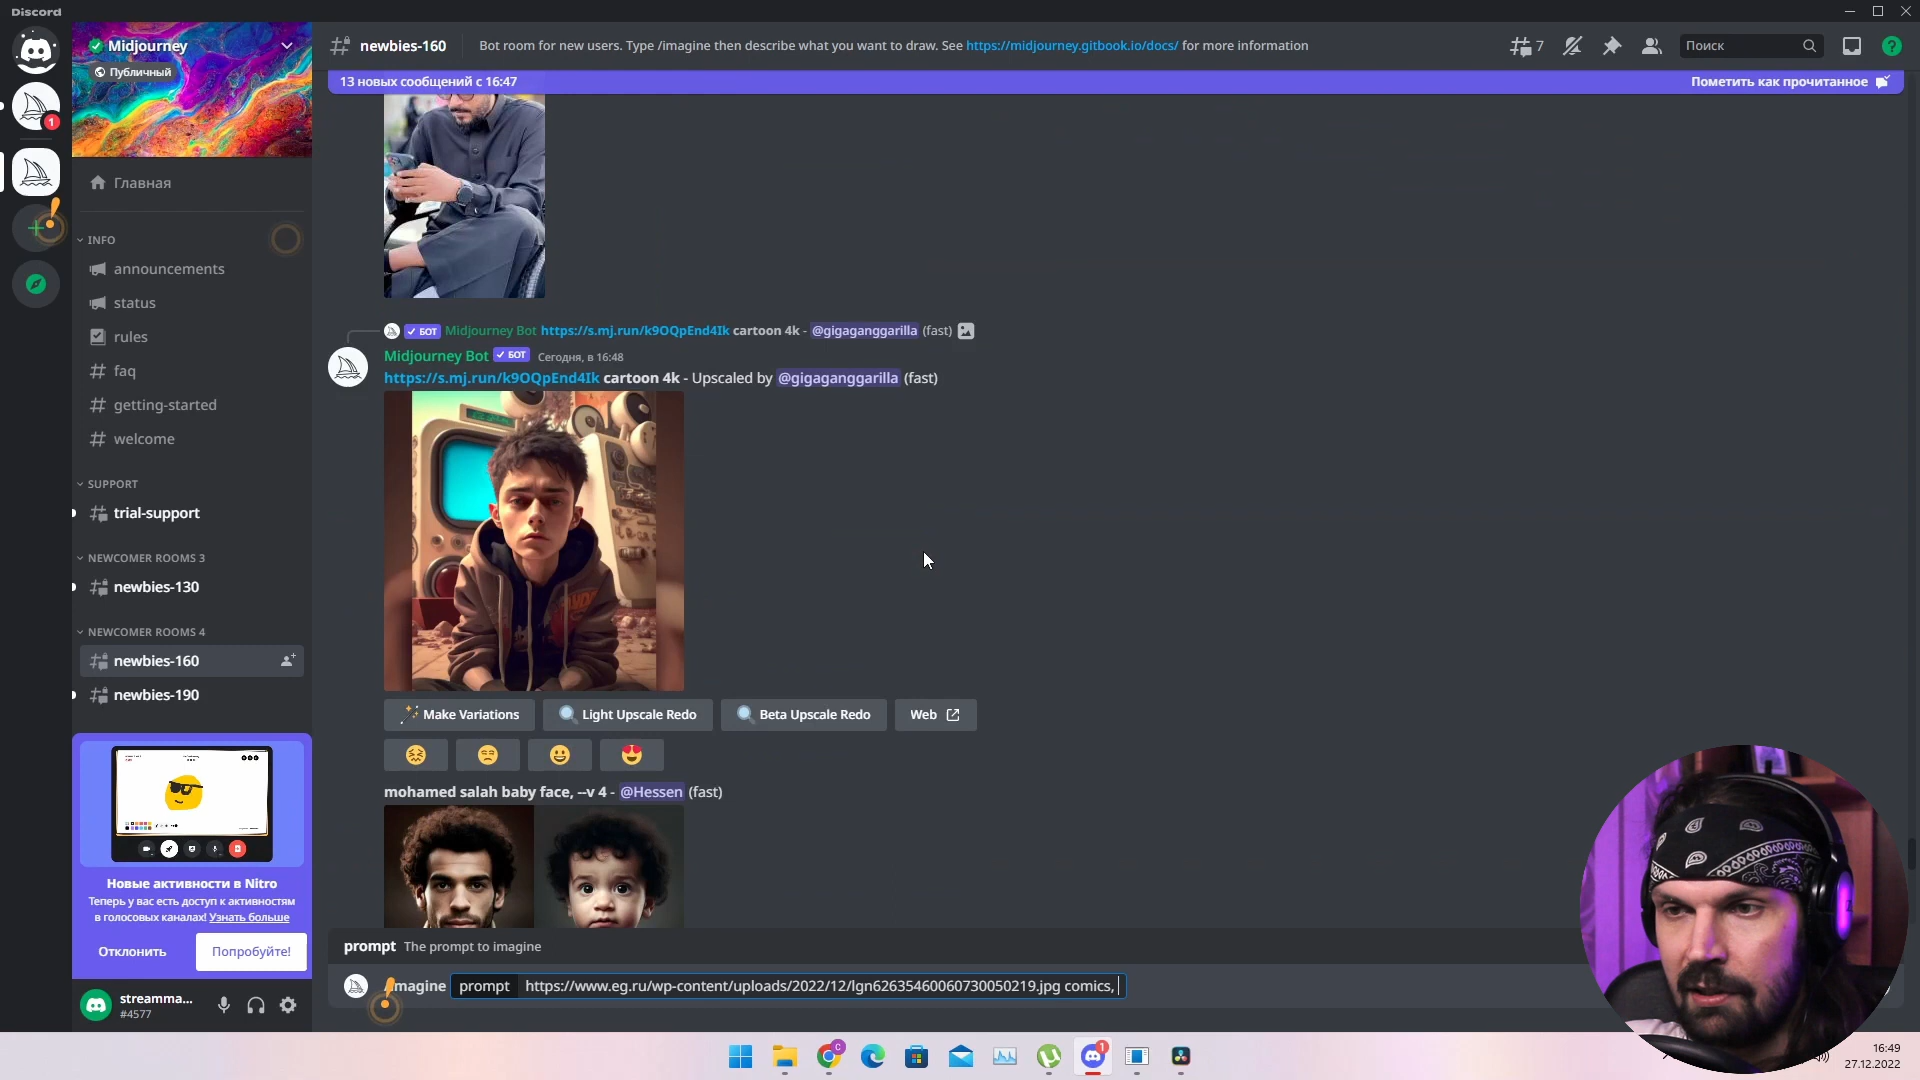 Discord
Midjourney
Публичный
newbies-160
Bot room for new users. Type /imagine then describe what you want to draw. See https://midjourney.gitbook.io/docs/ for more information
7
Поиск
13 новых сообщений с 16:47
Пометить как прочитанное
1
Главная
INFO
announcements
status
rules
faq
getting-started
welcome
SUPPORT
trial-support
NEWCOMER ROOMS 3
newbies-130
NEWCOMER ROOMS 4
newbies-160
newbies-190
Новые активности в Nitro
Теперь у вас есть доступ к активностям
в голосовых каналах! Узнать больше
Отклонить
Попробуйте!
streamma...
#4577
БОТ Midjourney Bot https://s.mj.run/k9OQpEnd4Ik cartoon 4k - @gigaganggarilla (fast)
Midjourney Bot БОТ Сегодня, в 16:48
https://s.mj.run/k9OQpEnd4Ik cartoon 4k - Upscaled by @gigaganggarilla (fast)
Make Variations
Light Upscale Redo
Beta Upscale Redo
Web
mohamed salah baby face, --v 4 - @Hessen (fast)
prompt The prompt to imagine
/imagine prompt https://www.eg.ru/wp-content/uploads/2022/12/lgn62635460060730050219.jpg comics,
C
1
16:49
27.12.2022